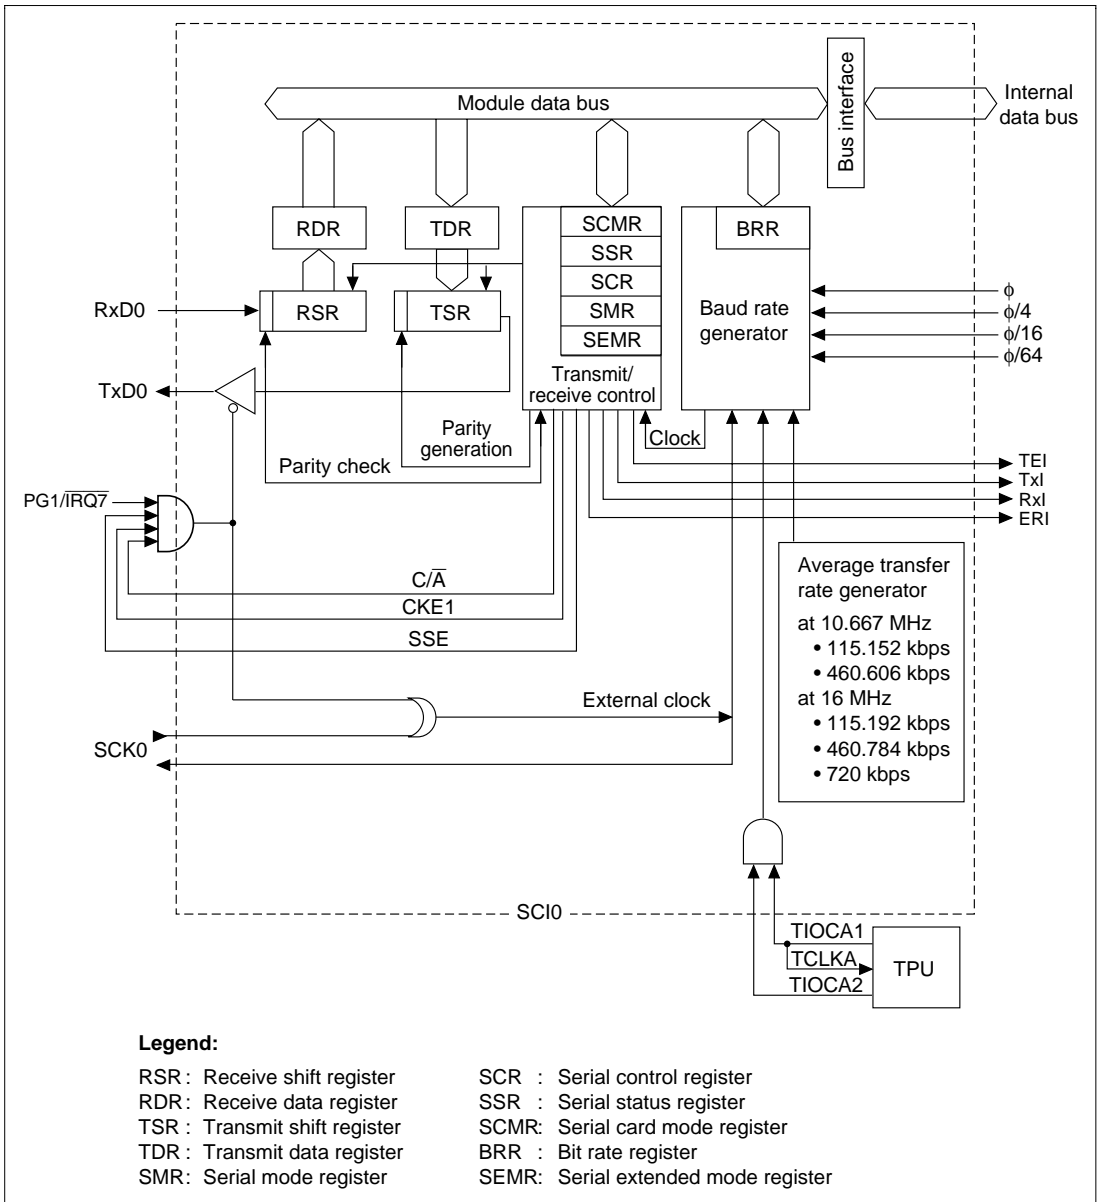 Module data bus
Bus interface
Internal
data bus
RDR
TDR
SCMR
SSR
SCR
SMR
SEMR
BRR
RxD0
RSR
TSR
Baud rate
generator
ϕ
ϕ/4
ϕ/16
ϕ/64
TxD0
Transmit/
receive control
Parity
generation
Clock
Parity check
TEI
TxI
RxI
ERI
PG1/I̅R̅Q̅7̅
C/A̅
CKE1
SSE
Average transfer
rate generator
at 10.667 MHz
• 115.152 kbps
• 460.606 kbps
at 16 MHz
• 115.192 kbps
• 460.784 kbps
• 720 kbps
External clock
SCK0
SCI0
TIOCA1
TCLKA
TIOCA2
TPU
Legend:
RSR : Receive shift register
RDR : Receive data register
TSR : Transmit shift register
TDR : Transmit data register
SMR: Serial mode register
SCR : Serial control register
SSR : Serial status register
SCMR: Serial card mode register
BRR : Bit rate register
SEMR: Serial extended mode register